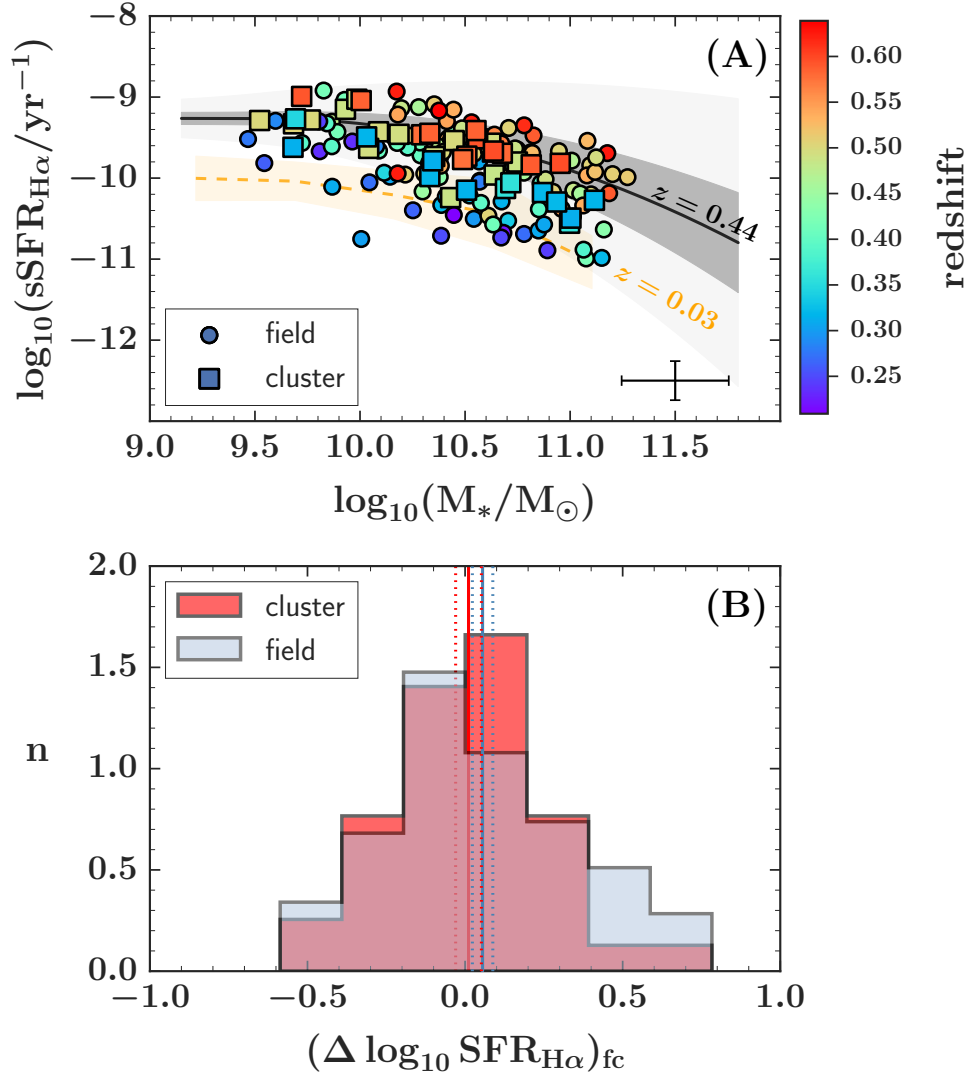 (A)
log₁₀(sSFR_Hα/yr⁻¹)
−8
−9
−10
−11
−12
z = 0.44
z = 0.03
field
cluster
9.0 9.5 10.0 10.5 11.0 11.5
log₁₀(M∗/M⊙)
redshift
0.60
0.55
0.50
0.45
0.40
0.35
0.30
0.25
(B)
n
2.0
1.5
1.0
0.5
0.0
cluster
field
−1.0 −0.5 0.0 0.5 1.0
(Δ log₁₀ SFR_Hα)_fc